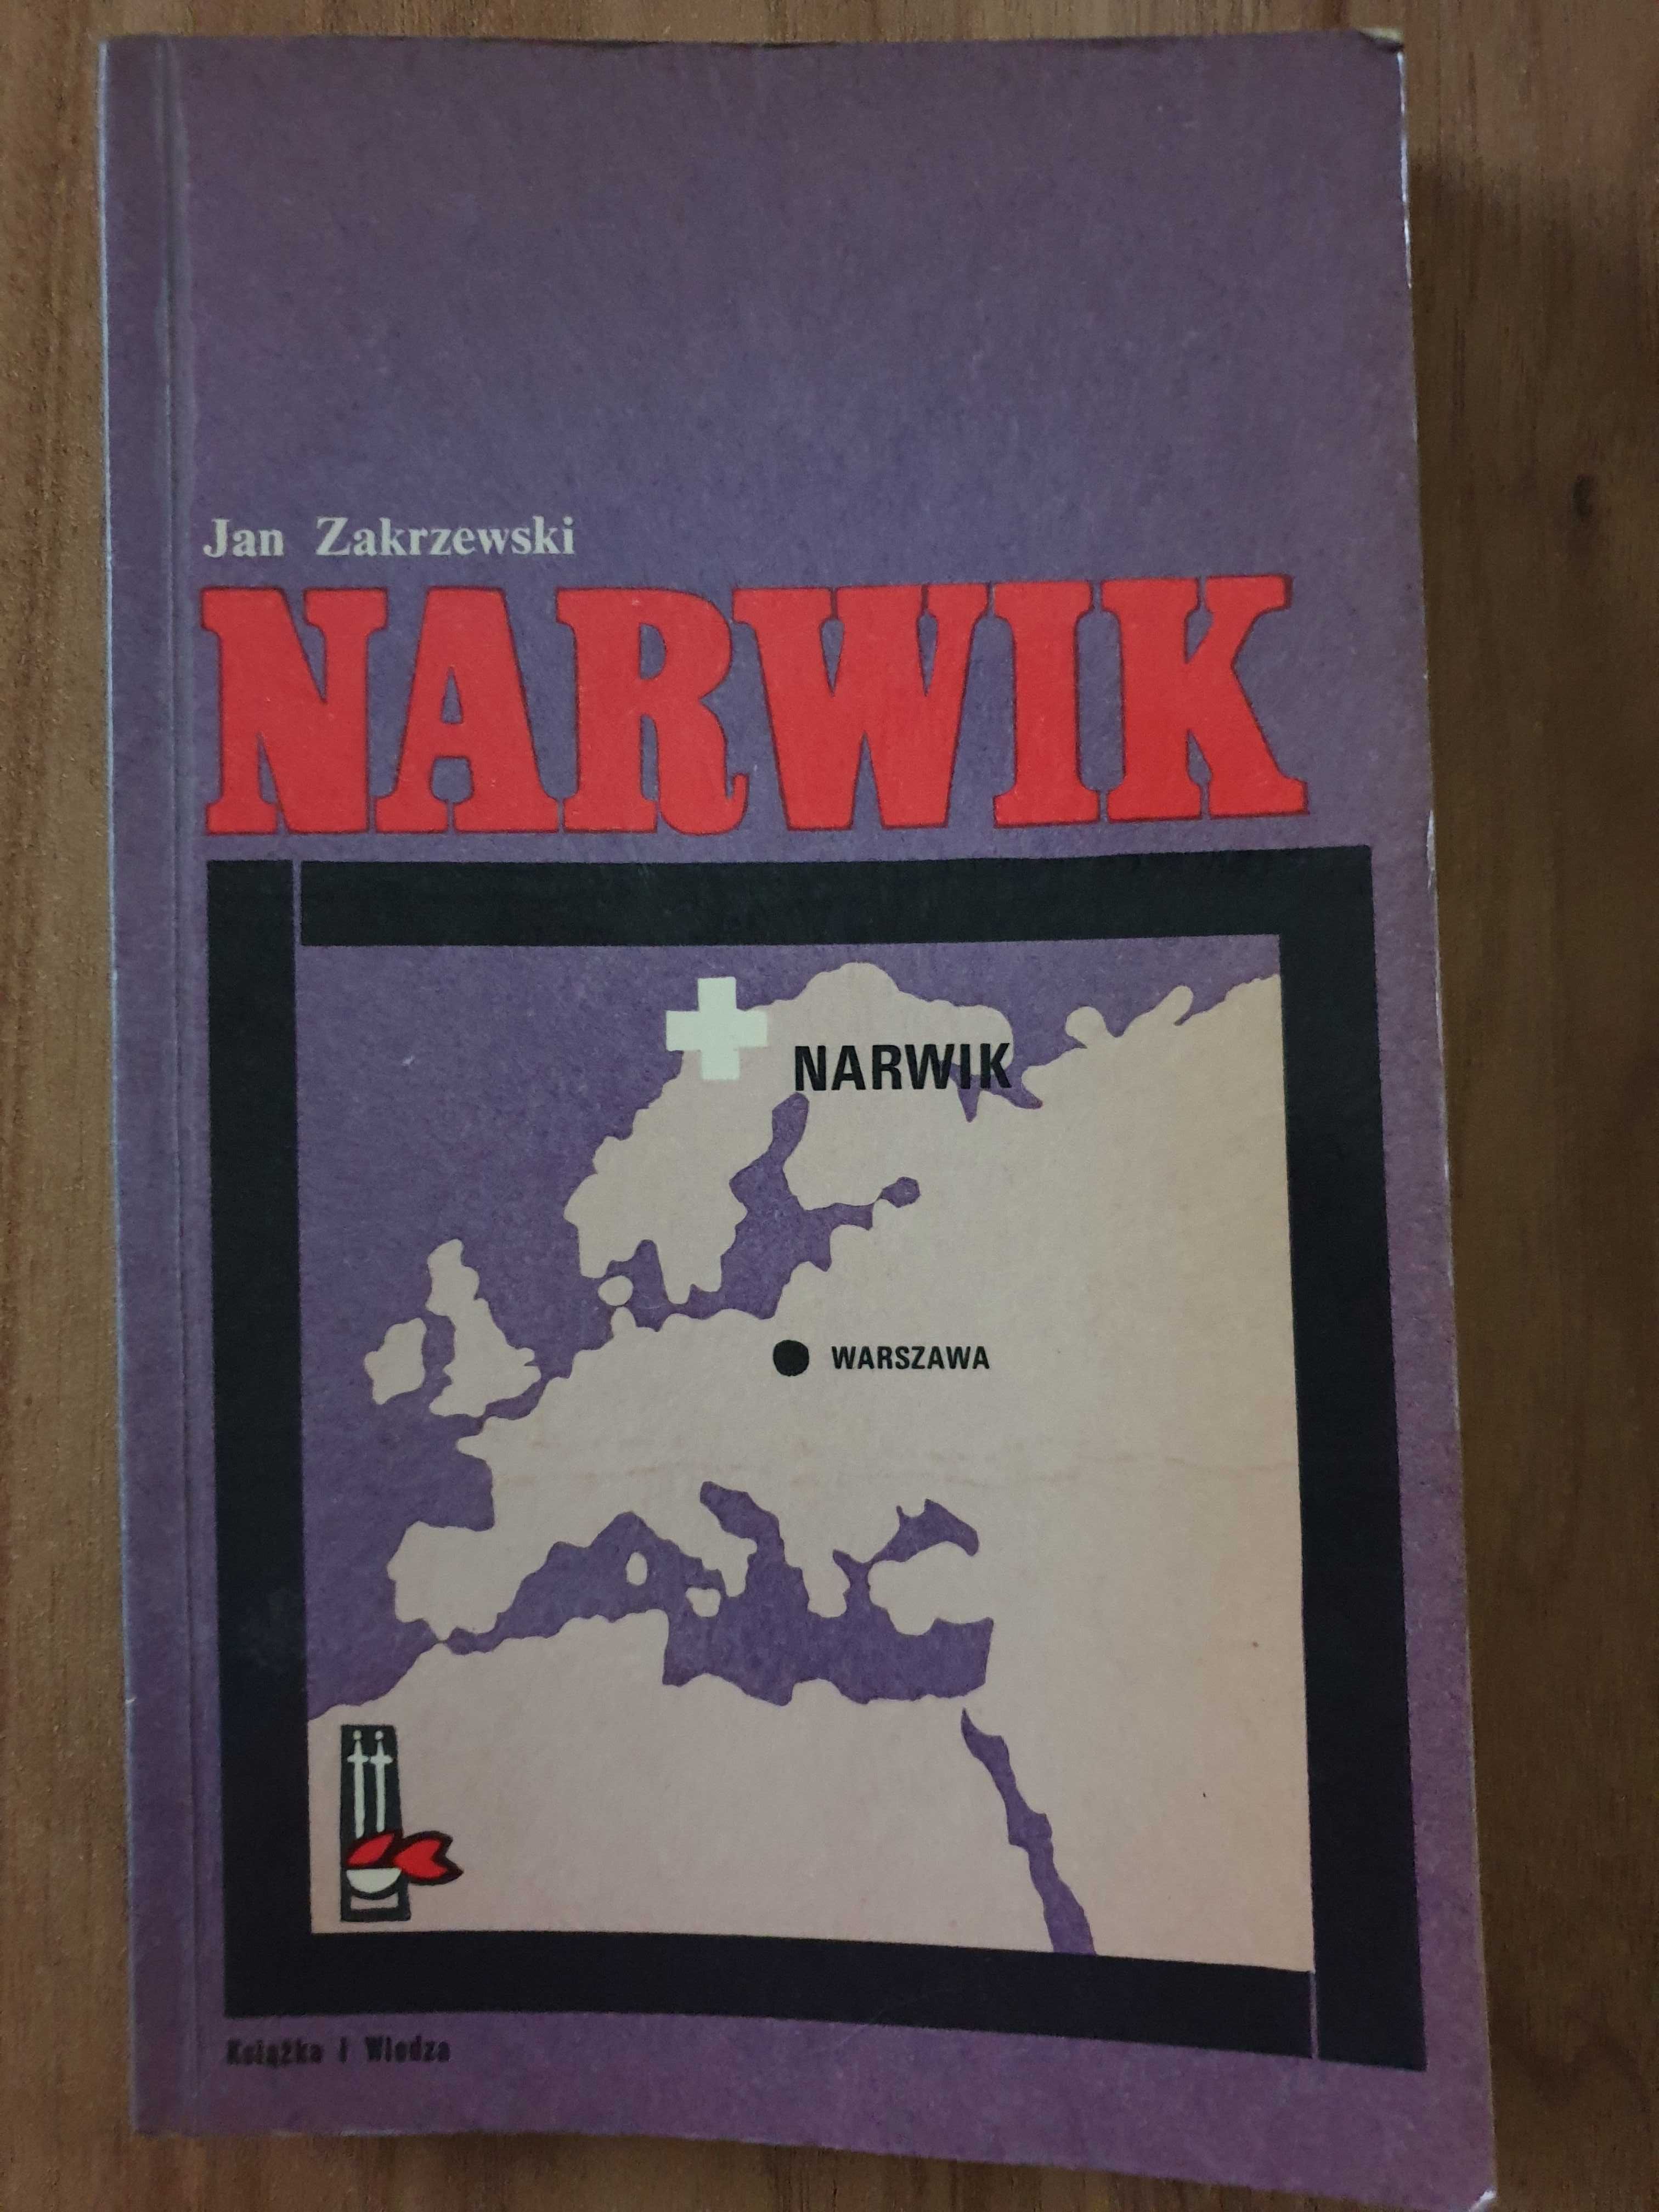 Jan Zakrzewski
NARWIK
NARWIK
WARSZAWA
Książka i Wiedza